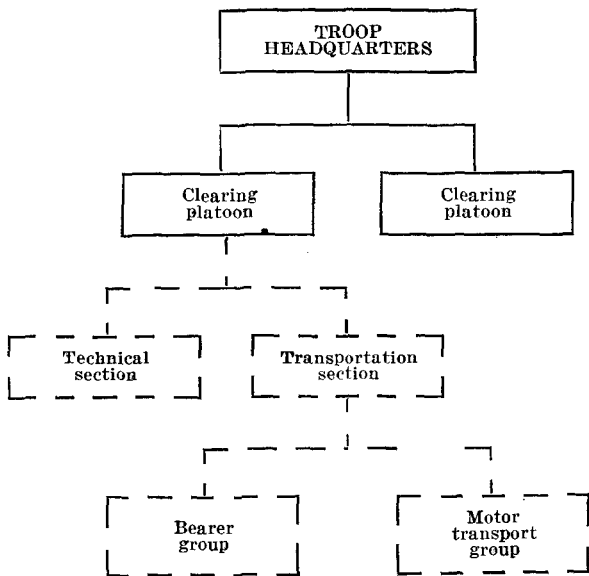 TROOP
HEADQUARTERS
Clearing
platoon
Clearing
platoon
Technical
section
Transportation
section
Bearer
group
Motor
transport
group